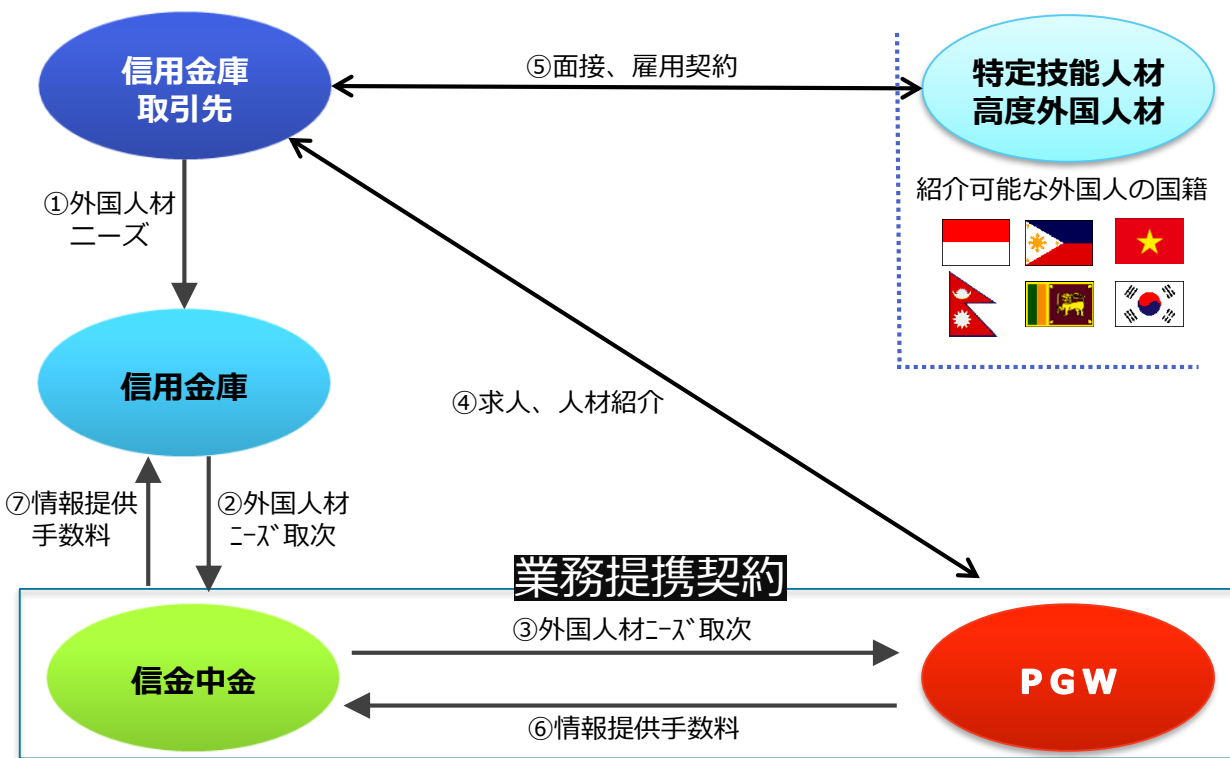 信用金庫
取引先
⑤面接、雇用契約
特定技能人材
高度外国人材
紹介可能な外国人の国籍
①外国人材
ニーズ
信用金庫
④求人、人材紹介
⑦情報提供
手数料
②外国人材
ﾆｰｽﾞ取次
業務提携契約
③外国人材ﾆｰｽﾞ取次
信金中金
PGW
⑥情報提供手数料